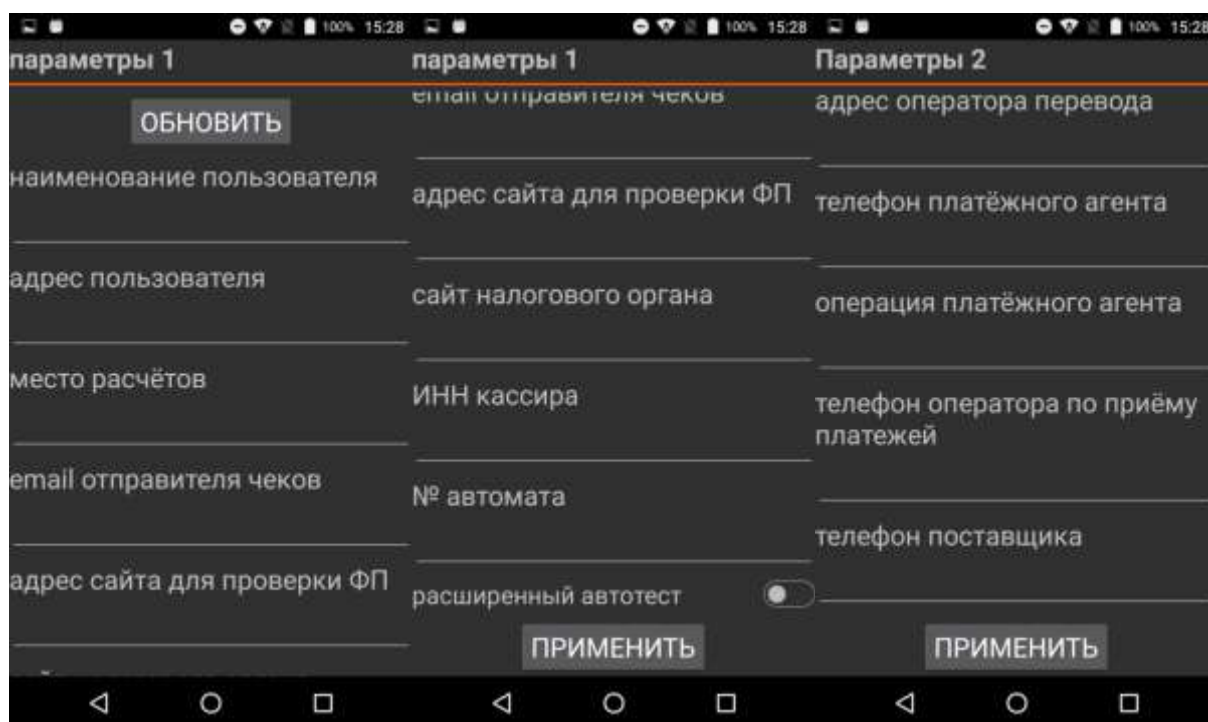 100% 15:28
параметры 1
ОБНОВИТЬ
наименование пользователя
адрес пользователя
место расчётов
email отправителя чеков
адрес сайта для проверки ФП
100% 15:28
параметры 1
email отправителя чеков
адрес сайта для проверки ФП
сайт налогового органа
ИНН кассира
№ автомата
расширенный автотест
ПРИМЕНИТЬ
100% 15:28
Параметры 2
адрес оператора перевода
телефон платёжного агента
операция платёжного агента
телефон оператора по приёму
платежей
телефон поставщика
ПРИМЕНИТЬ